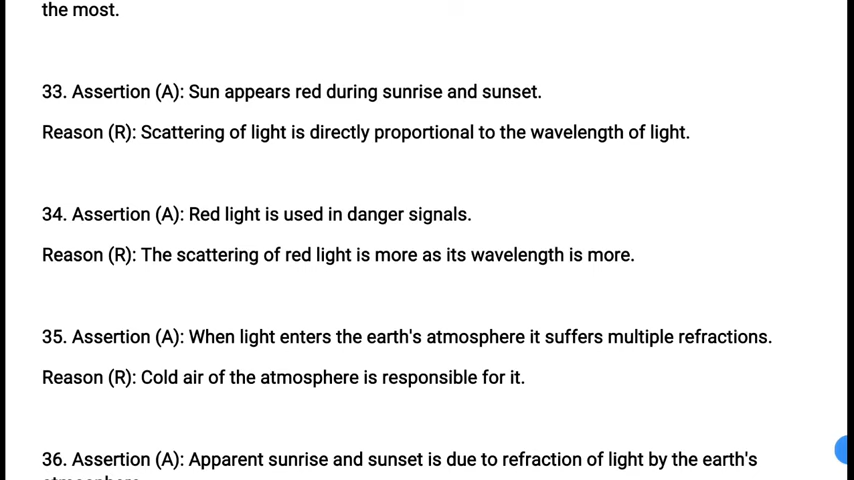 the most.
33. Assertion (A): Sun appears red during sunrise and sunset.
Reason (R): Scattering of light is directly proportional to the wavelength of light.
34. Assertion (A): Red light is used in danger signals.
Reason (R): The scattering of red light is more as its wavelength is more.
35. Assertion (A): When light enters the earth's atmosphere it suffers multiple refractions.
Reason (R): Cold air of the atmosphere is responsible for it.
36. Assertion (A): Apparent sunrise and sunset is due to refraction of light by the earth's